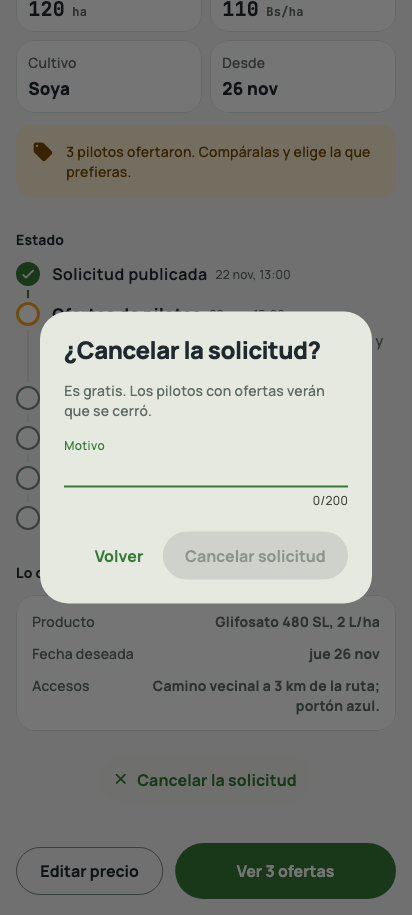 120 ha
110 Bs/ha
Cultivo
Soya
Desde
26 nov
3 pilotos ofertaron. Compáralas y elige la que
prefieras.
Estado
Solicitud publicada 22 nov, 13:00
y
¿Cancelar la solicitud?
Es gratis. Los pilotos con ofertas verán
que se cerró.
Motivo
0/200
Volver
Cancelar solicitud
Lo
Producto
Glifosato 480 SL, 2 L/ha
Fecha deseada
jue 26 nov
Accesos
Camino vecinal a 3 km de la ruta;
portón azul.
Cancelar la solicitud
Editar precio
Ver 3 ofertas